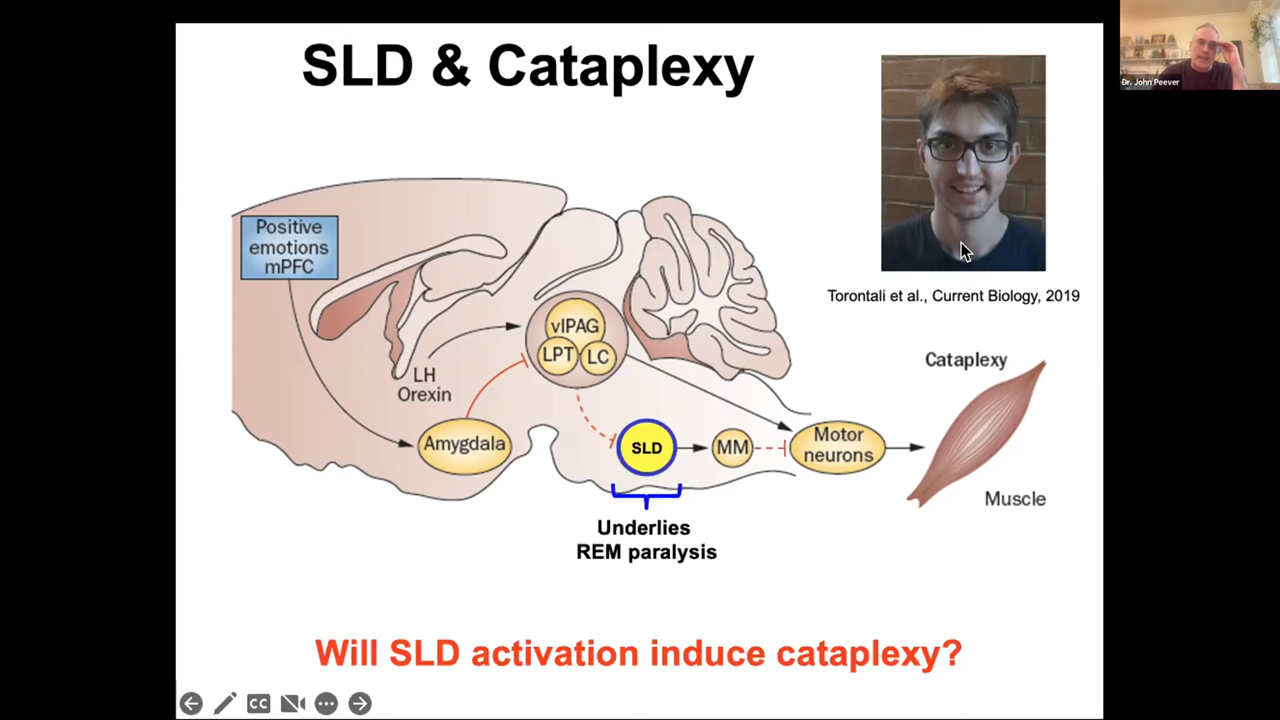 SLD & Cataplexy
Dr. John Peever
Positive
emotions
mPFC
vlPAG
LPT
LC
LH
Orexin
Amygdala
SLD
MM
Motor
neurons
Torontali et al., Current Biology, 2019
Cataplexy
Muscle
Underlies
REM paralysis
Will SLD activation induce cataplexy?
CC